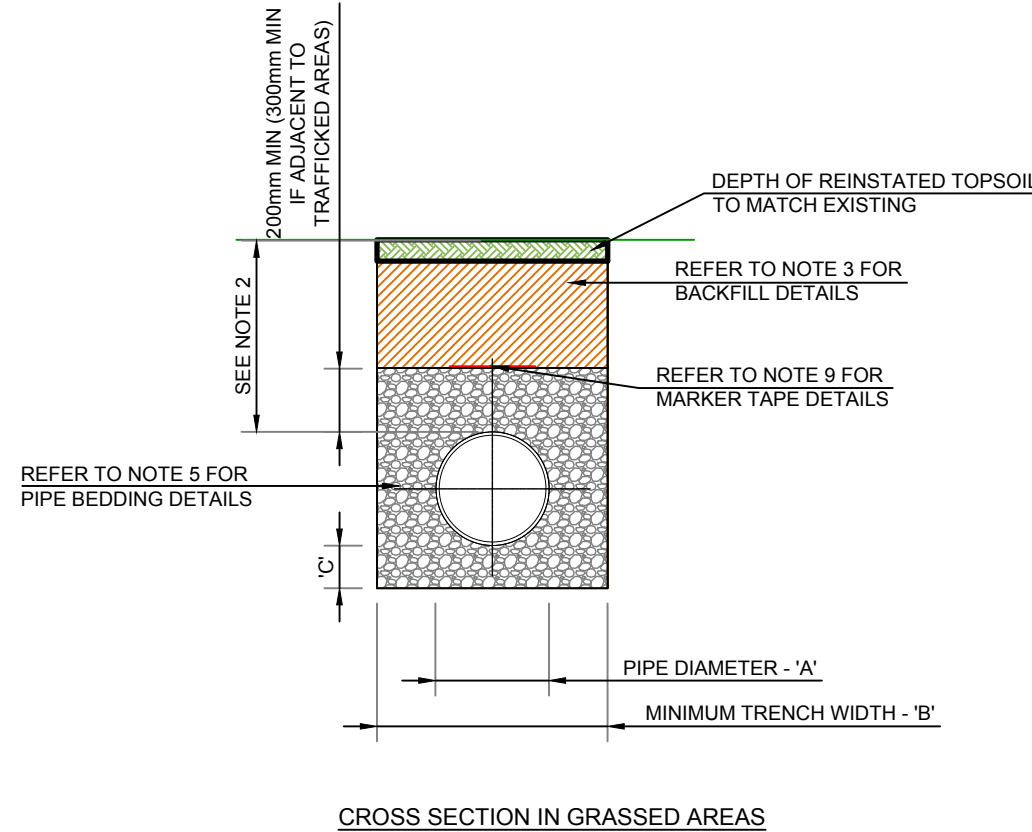 200mm MIN (300mm MIN
IF ADJACENT TO
TRAFFICKED AREAS)
DEPTH OF REINSTATED TOPSOIL
TO MATCH EXISTING
REFER TO NOTE 3 FOR
BACKFILL DETAILS
SEE NOTE 2
REFER TO NOTE 9 FOR
MARKER TAPE DETAILS
REFER TO NOTE 5 FOR
PIPE BEDDING DETAILS
'C'
PIPE DIAMETER - 'A'
MINIMUM TRENCH WIDTH - 'B'
CROSS SECTION IN GRASSED AREAS